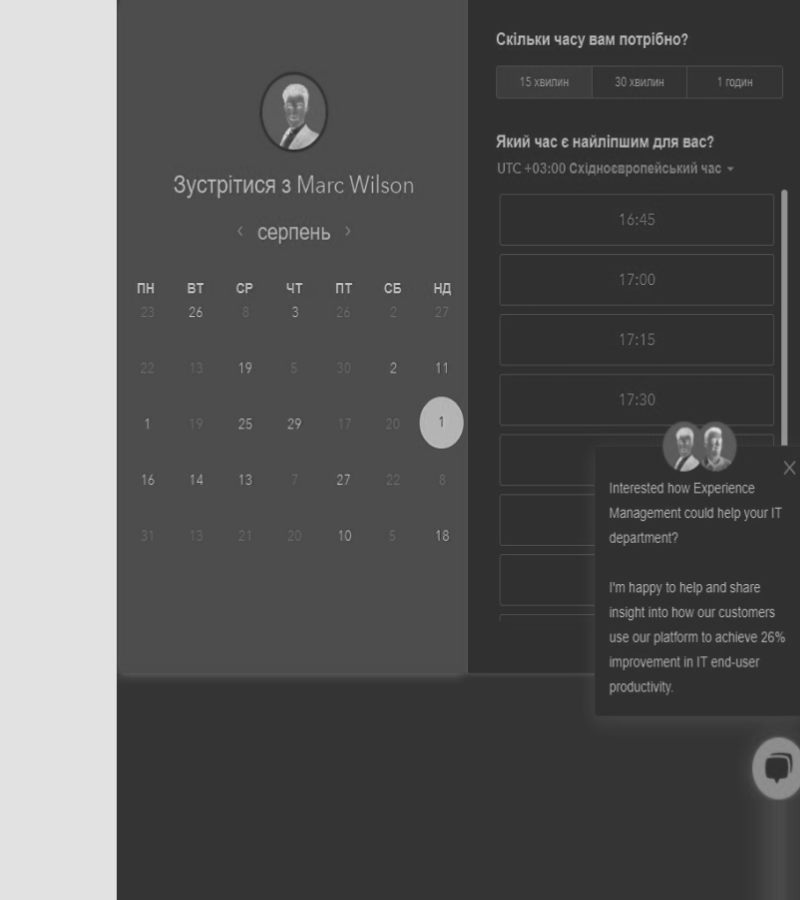 Зустрітися з Marc Wilson
серпень
ПН ВТ СР ЧТ ПТ СБ НД
23 26 8 3 26 2 27
22 13 19 5 30 2 11
1 19 25 29 17 20 1
16 14 13 7 27 22 8
31 13 21 20 10 5 18
Скільки часу вам потрібно?
15 хвилин 30 хвилин 1 годин
Який час є найліпшим для вас?
UTC +03:00 Східноєвропейський час
16:45
17:00
17:15
17:30
Interested how Experience
Management could help your IT
department?
I'm happy to help and share
insight into how our customers
use our platform to achieve 26%
improvement in IT end-user
productivity.